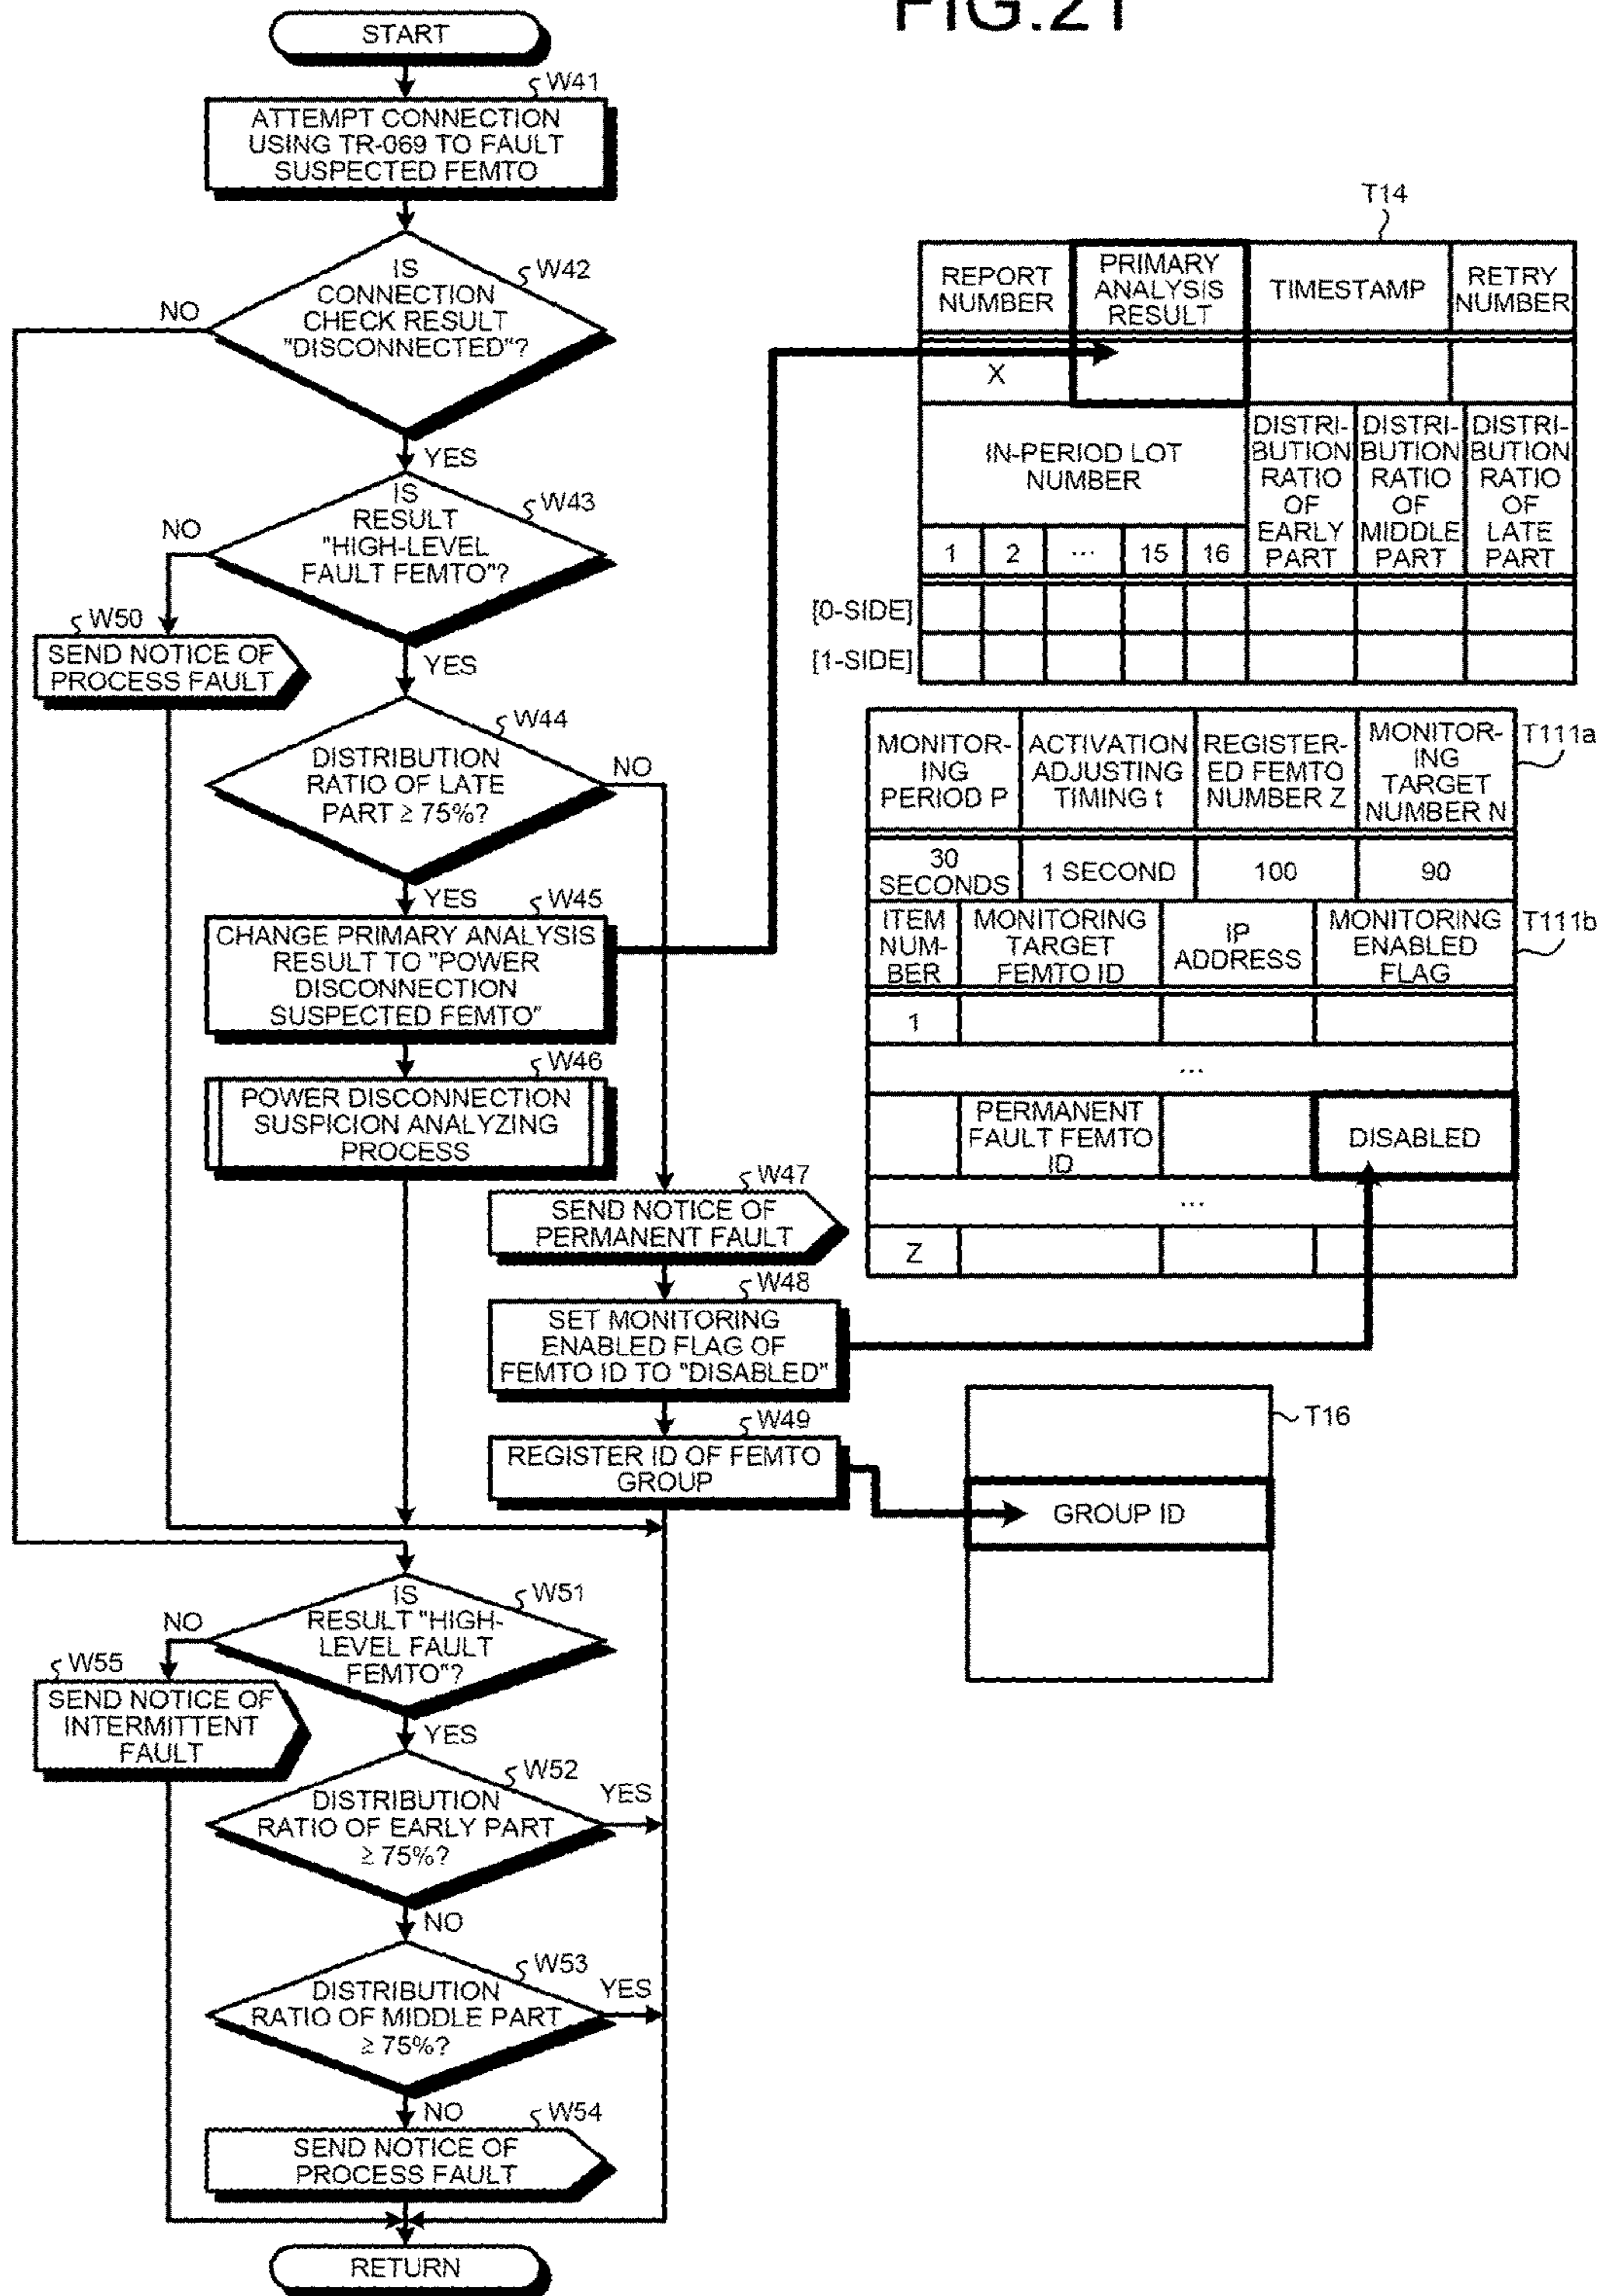 FIG.21
START
W41
ATTEMPT CONNECTION
USING TR-069 TO FAULT
SUSPECTED FEMTO
W42
IS
CONNECTION
CHECK RESULT
"DISCONNECTED"?
NO
YES
W43
IS
RESULT
"HIGH-LEVEL
FAULT FEMTO"?
NO
YES
W50
SEND NOTICE OF
PROCESS FAULT
W44
DISTRIBUTION
RATIO OF LATE
PART ≥ 75%?
NO
YES
W45
CHANGE PRIMARY ANALYSIS
RESULT TO "POWER
DISCONNECTION
SUSPECTED FEMTO"
W46
POWER DISCONNECTION
SUSPICION ANALYZING
PROCESS
W47
SEND NOTICE OF
PERMANENT FAULT
W48
SET MONITORING
ENABLED FLAG OF
FEMTO ID TO "DISABLED"
W49
REGISTER ID OF FEMTO
GROUP
W51
IS
RESULT "HIGH-
LEVEL FAULT
FEMTO"?
NO
YES
W55
SEND NOTICE OF
INTERMITTENT
FAULT
W52
DISTRIBUTION
RATIO OF EARLY PART
≥ 75%?
YES
NO
W53
DISTRIBUTION
RATIO OF MIDDLE PART
≥ 75%?
YES
NO
W54
SEND NOTICE OF
PROCESS FAULT
RETURN
T14
REPORT
NUMBER
PRIMARY
ANALYSIS
RESULT
TIMESTAMP
RETRY
NUMBER
X
IN-PERIOD LOT
NUMBER
DISTRI-
BUTION
RATIO
OF
EARLY
PART
DISTRI-
BUTION
RATIO
OF
MIDDLE
PART
DISTRI-
BUTION
RATIO
OF
LATE
PART
1 2 ... 15 16
[0-SIDE]
[1-SIDE]
T111a
MONITOR-
ING
PERIOD P
ACTIVATION
ADJUSTING
TIMING t
REGISTER-
ED FEMTO
NUMBER Z
MONITOR-
ING
TARGET
NUMBER N
30
SECONDS
1 SECOND
100
90
T111b
ITEM
NUM-
BER
MONITORING
TARGET
FEMTO ID
IP
ADDRESS
MONITORING
ENABLED
FLAG
1
...
PERMANENT
FAULT FEMTO
ID
DISABLED
...
Z
T16
GROUP ID